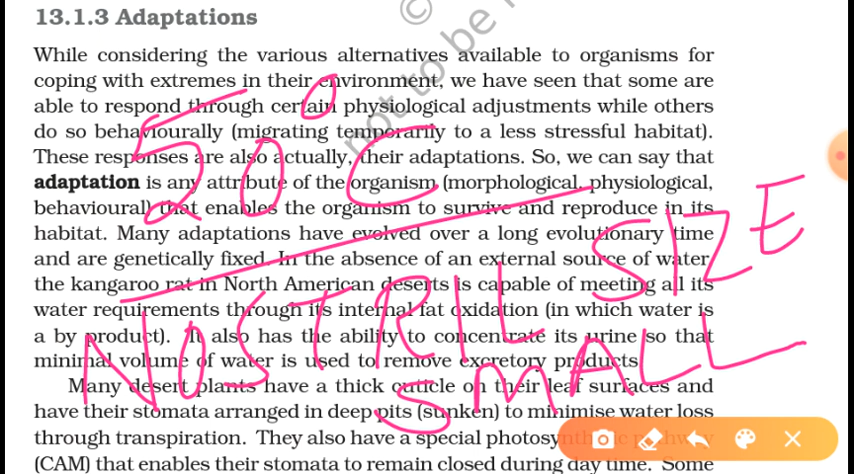 13.1.3 Adaptations
©
not to be r
While considering the various alternatives available to organisms for
coping with extremes in their environment, we have seen that some are
able to respond through certain physiological adjustments while others
do so behaviourally (migrating temporarily to a less stressful habitat).
These responses are also actually, their adaptations. So, we can say that
adaptation is any attribute of the organism (morphological, physiological,
behavioural) that enables the organism to survive and reproduce in its
habitat. Many adaptations have evolved over a long evolutionary time
and are genetically fixed. In the absence of an external source of water,
the kangaroo rat in North American deserts is capable of meeting all its
water requirements through its internal fat oxidation (in which water is
a by product). It also has the ability to concentrate its urine so that
minimal volume of water is used to remove excretory products.
Many desert plants have a thick cuticle on their leaf surfaces and
have their stomata arranged in deep pits (sunken) to minimise water loss
through transpiration. They also have a special photosynthetic pathway
(CAM) that enables their stomata to remain closed during day time. Some
50°C
NOSTRIL SIZE
SMALL